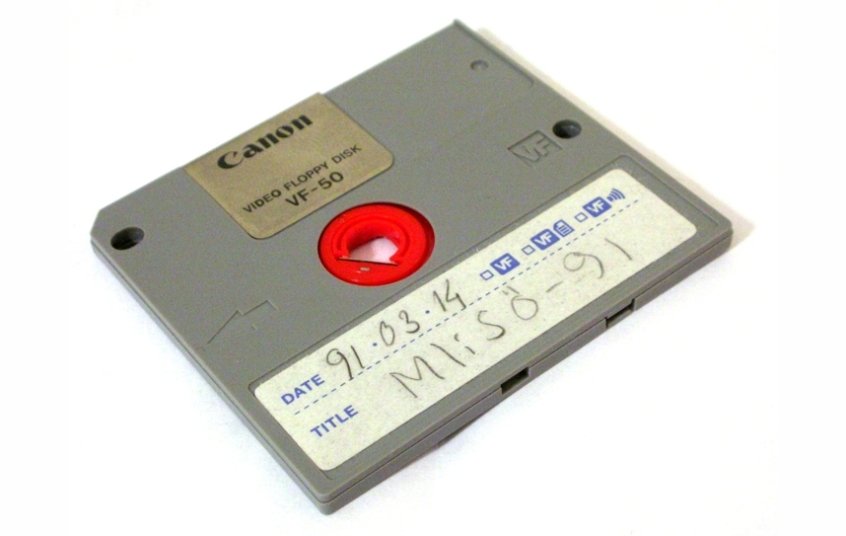 Canon
VIDEO FLOPPY DISK
VF-50
VF
VF VF VF
DATE 91.03.14
TITLE Mlisö-91